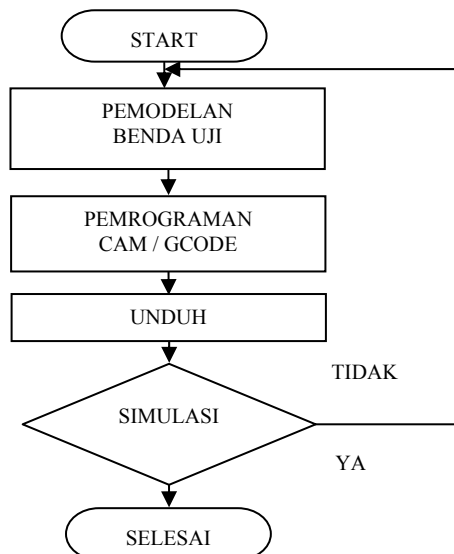 START
PEMODELAN
BENDA UJI
PEMROGRAMAN
CAM / GCODE
UNDUH
TIDAK
SIMULASI
YA
SELESAI